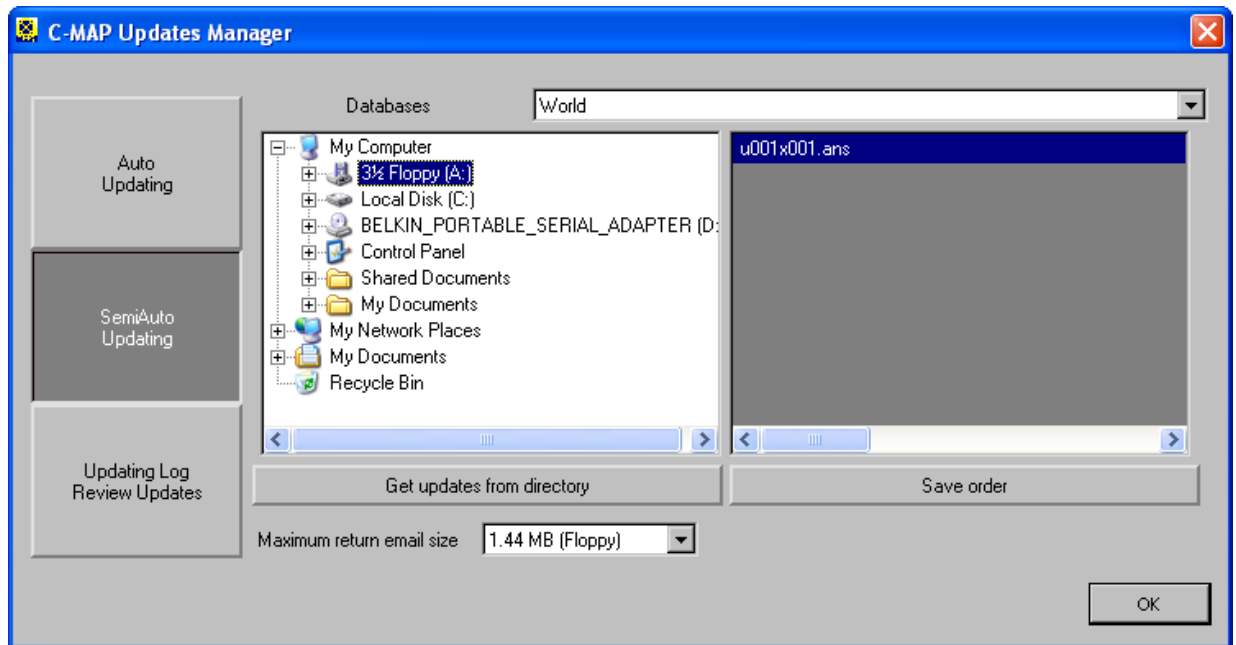 C-MAP Updates Manager
Databases
World
Auto
Updating
SemiAuto
Updating
Updating Log
Review Updates
My Computer
3½ Floppy (A:)
Local Disk (C:)
BELKIN_PORTABLE_SERIAL_ADAPTER (D:
Control Panel
Shared Documents
My Documents
My Network Places
My Documents
Recycle Bin
u001x001.ans
Get updates from directory
Save order
Maximum return email size
1.44 MB (Floppy)
OK